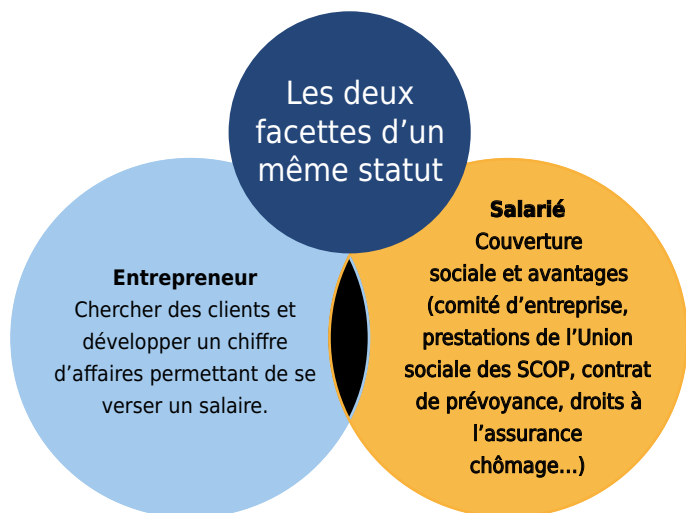 Les deux
facettes d’un
même statut
Entrepreneur
Chercher des clients et
développer un chiffre
d’affaires permettant de se
verser un salaire.
Salarié
Couverture
sociale et avantages
(comité d’entreprise,
prestations de l’Union
sociale des SCOP, contrat
de prévoyance, droits à
l’assurance
chômage...)